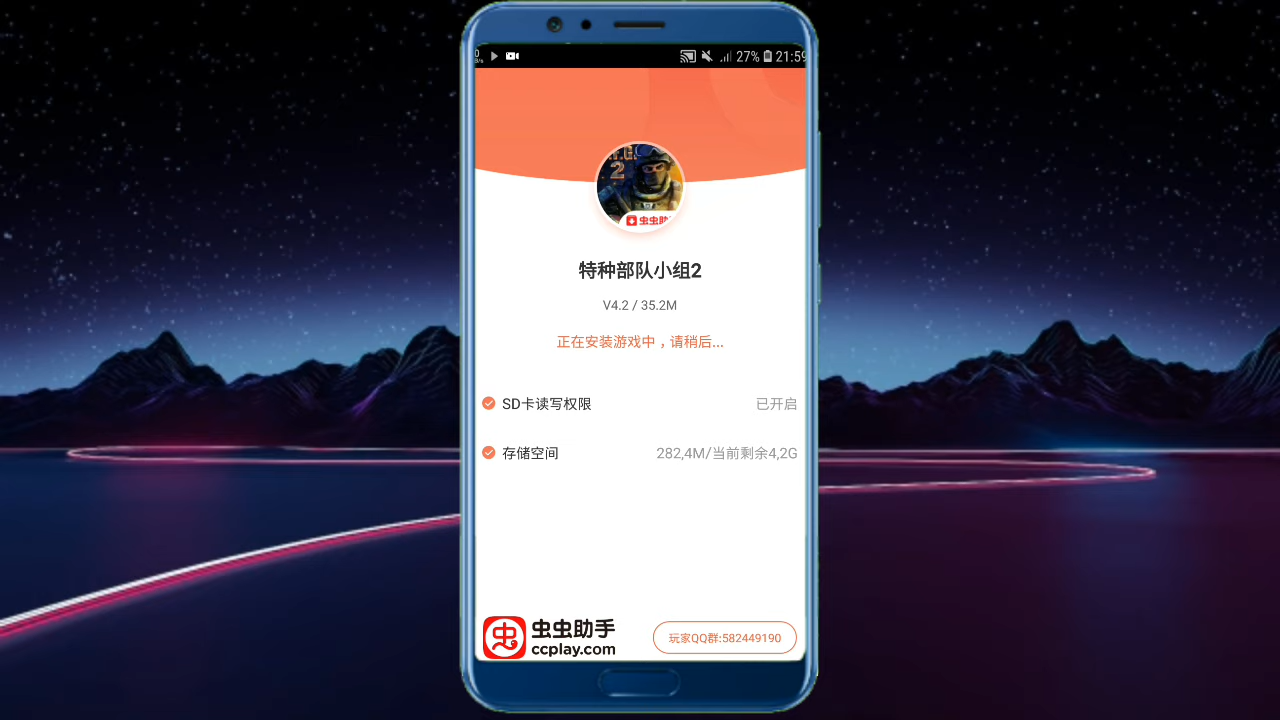 27% 21:59
2
虫虫助
特种部队小组2
V4.2 / 35.2M
正在安装游戏中，请稍后...
SD卡读写权限 已开启
存储空间 282,4M/当前剩余4,2G
虫虫助手
ccplay.com
玩家QQ群:582449190